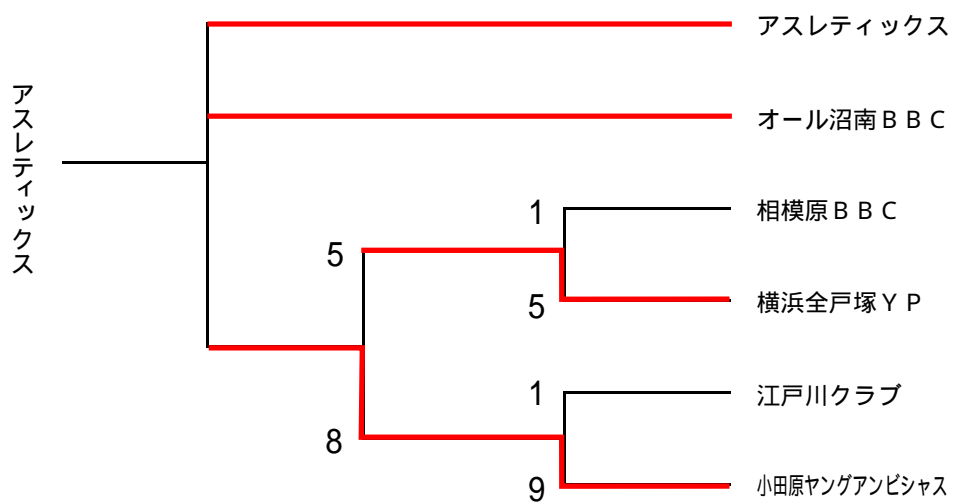 アスレティックス
アスレティックス
オール沼南ＢＢＣ
1
相模原ＢＢＣ
5
5
横浜全戸塚ＹＰ
1
江戸川クラブ
8
9
小田原ヤングアンビシャス